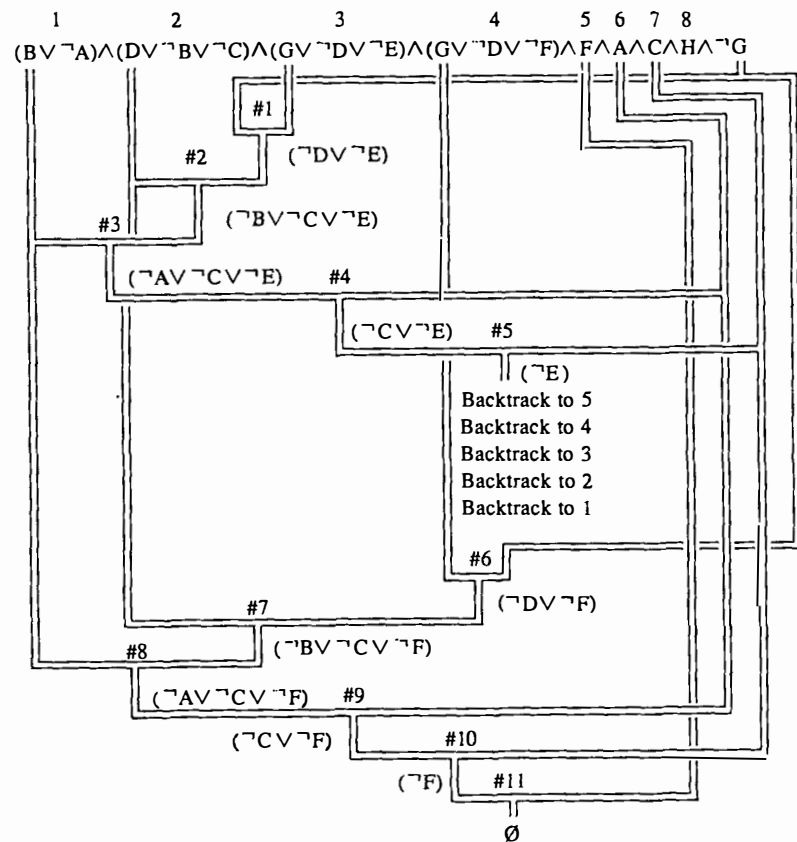 1 2 3 4 5 6 7 8
(B∨¬A)∧(D∨¬B∨¬C)∧(G∨¬D∨¬E)∧(G∨¬D∨¬F)∧F∧A∧C∧H∧¬G
#1
(¬D∨¬E)
#2
(¬B∨¬C∨¬E)
#3
(¬A∨¬C∨¬E)
#4
(¬C∨¬E)
#5
(¬E)
Backtrack to 5
Backtrack to 4
Backtrack to 3
Backtrack to 2
Backtrack to 1
#6
(¬D∨¬F)
#7
(¬B∨¬C∨¬F)
#8
(¬A∨¬C∨¬F)
#9
(¬C∨¬F)
#10
(¬F)
#11
Ø